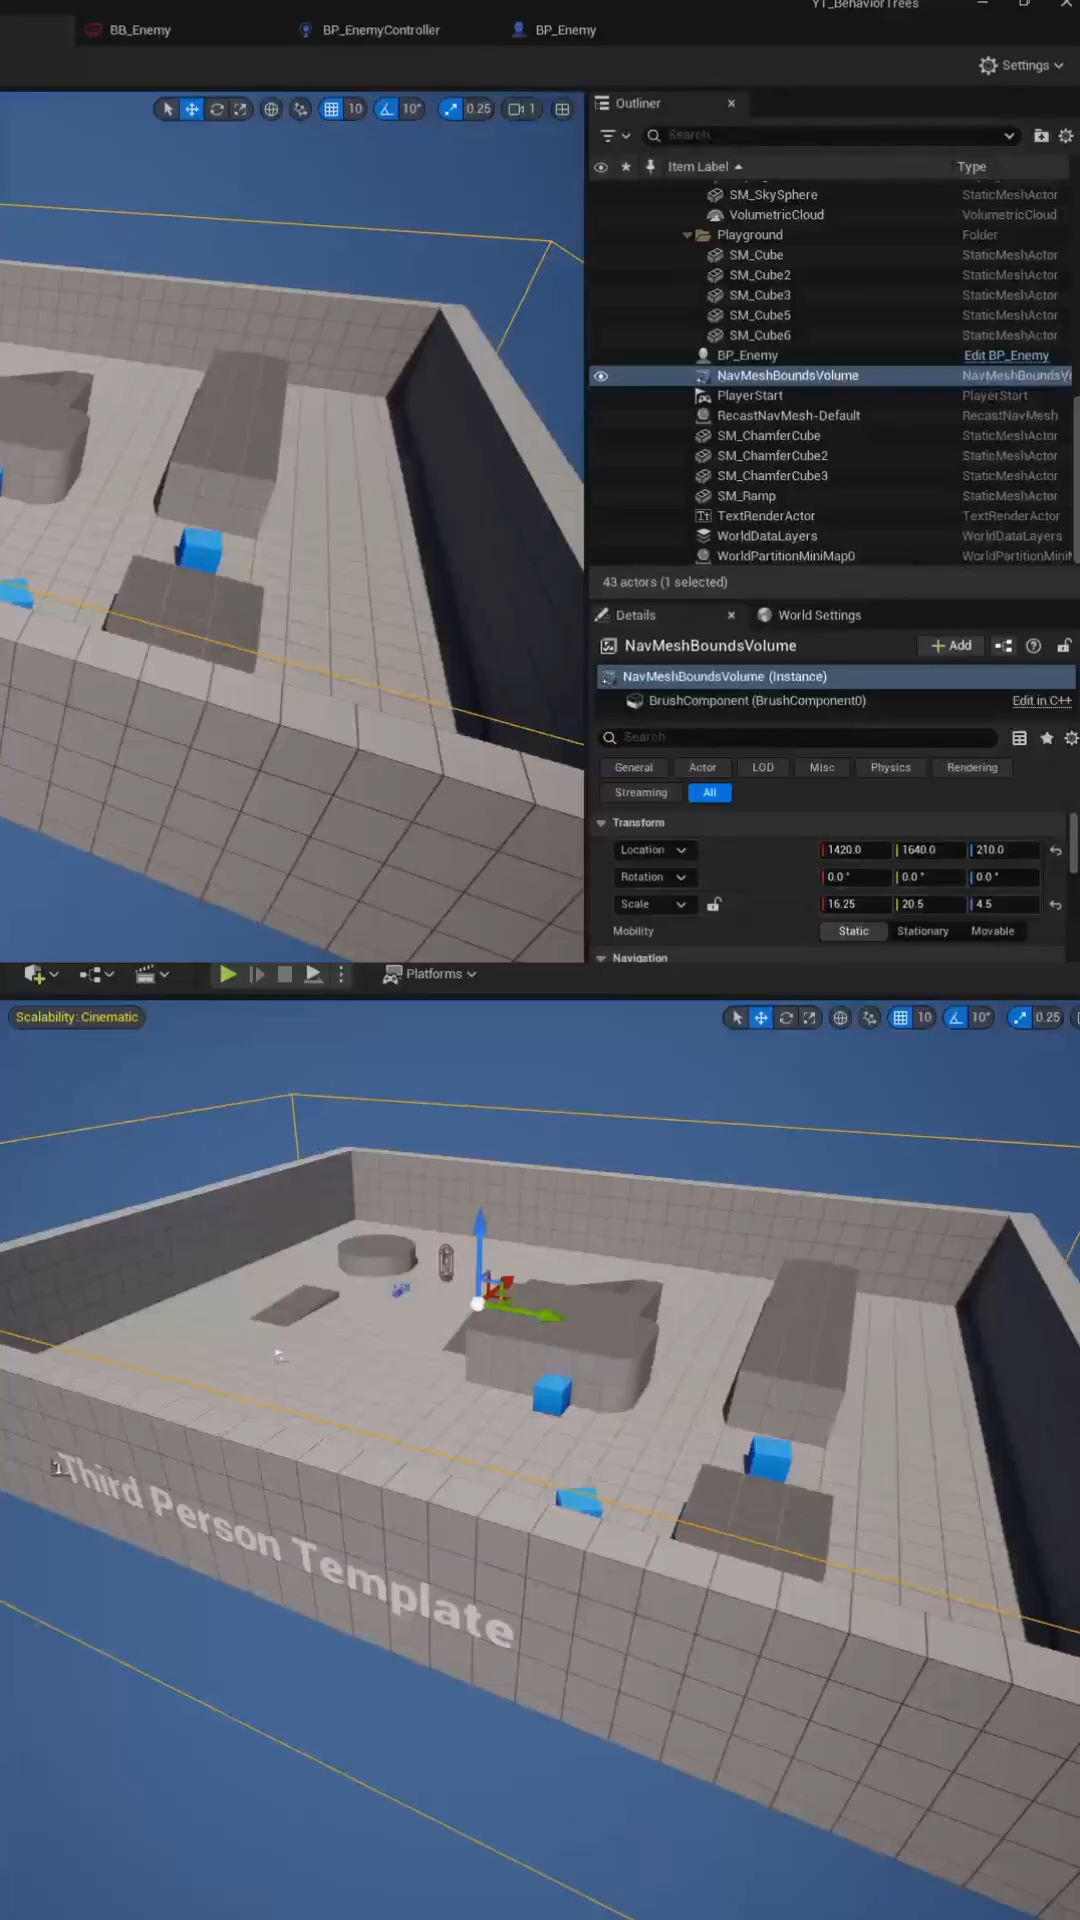 YT_BehaviorTrees
BB_Enemy
BP_EnemyController
BP_Enemy
Settings
10
10°
0.25
1
Outliner
Search
Item Label
Type
SM_SkySphere StaticMeshActor
VolumetricCloud VolumetricCloud
Playground Folder
SM_Cube StaticMeshActor
SM_Cube2 StaticMeshActor
SM_Cube3 StaticMeshActor
SM_Cube5 StaticMeshActor
SM_Cube6 StaticMeshActor
BP_Enemy Edit BP_Enemy
NavMeshBoundsVolume NavMeshBoundsV
PlayerStart PlayerStart
RecastNavMesh-Default RecastNavMesh
SM_ChamferCube StaticMeshActor
SM_ChamferCube2 StaticMeshActor
SM_ChamferCube3 StaticMeshActor
SM_Ramp StaticMeshActor
TextRenderActor TextRenderActor
WorldDataLayers WorldDataLayers
WorldPartitionMiniMap0 WorldPartitionMini
43 actors (1 selected)
Details
World Settings
NavMeshBoundsVolume
Add
NavMeshBoundsVolume (Instance)
BrushComponent (BrushComponent0) Edit in C++
Search
General Actor LOD Misc Physics Rendering
Streaming All
Transform
Location 1420.0 1640.0 210.0
Rotation 0.0° 0.0° 0.0°
Scale 16.25 20.5 4.5
Mobility Static Stationary Movable
Navigation
Platforms
Scalability: Cinematic
10
10°
0.25
Third Person Template